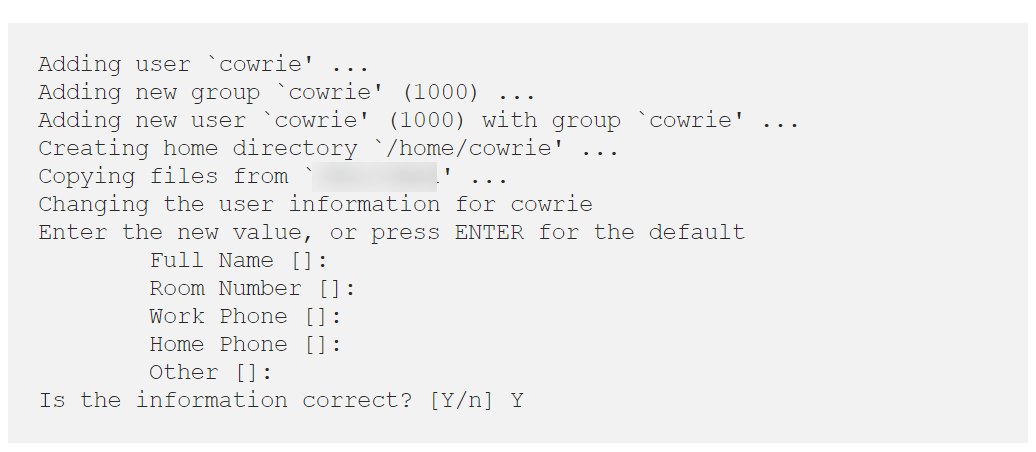 Adding user `cowrie' ...
Adding new group `cowrie' (1000) ...
Adding new user `cowrie' (1000) with group `cowrie' ...
Creating home directory `/home/cowrie' ...
Copying files from ` ' ...
Changing the user information for cowrie
Enter the new value, or press ENTER for the default
Full Name []:
Room Number []:
Work Phone []:
Home Phone []:
Other []:
Is the information correct? [Y/n] Y